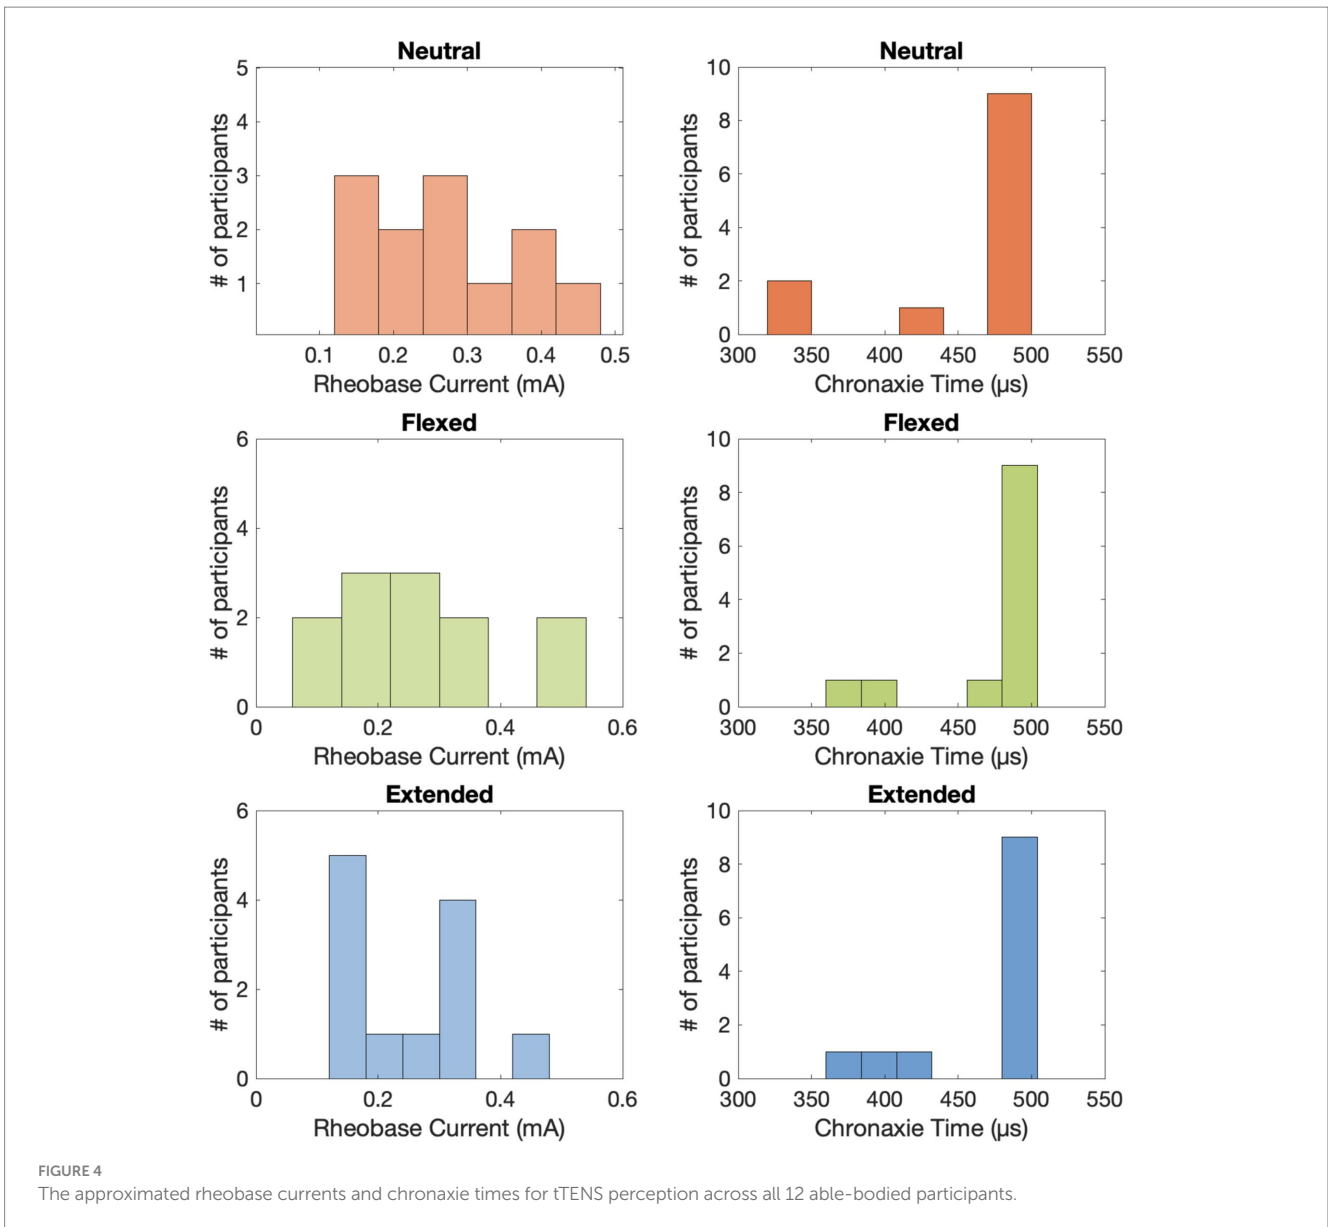 Neutral
5
4
3
2
1
# of participants
0.1 0.2 0.3 0.4 0.5
Rheobase Current (mA)
Neutral
10
8
6
4
2
0
# of participants
300 350 400 450 500 550
Chronaxie Time (µs)
Flexed
6
4
2
0
# of participants
0 0.2 0.4 0.6
Rheobase Current (mA)
Flexed
10
8
6
4
2
0
# of participants
300 350 400 450 500 550
Chronaxie Time (µs)
Extended
6
4
2
0
# of participants
0 0.2 0.4 0.6
Rheobase Current (mA)
Extended
10
8
6
4
2
0
# of participants
300 350 400 450 500 550
Chronaxie Time (µs)
FIGURE 4
The approximated rheobase currents and chronaxie times for tTENS perception across all 12 able-bodied participants.